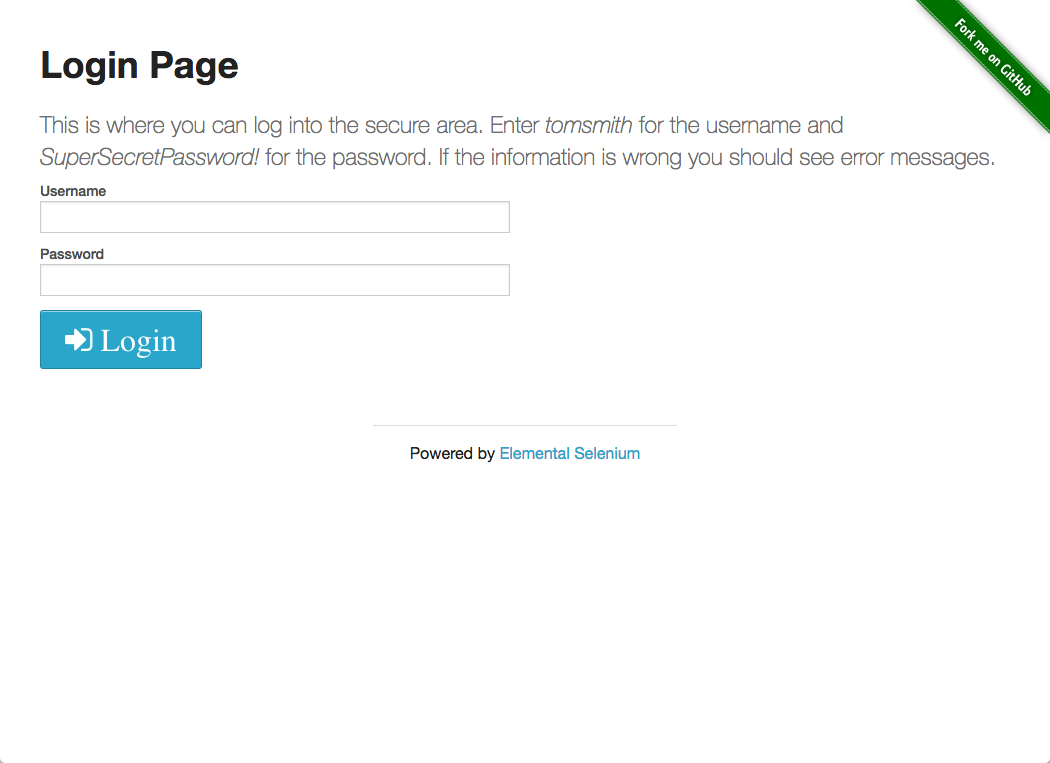 Fork me on GitHub
Login Page
This is where you can log into the secure area. Enter tomsmith for the username and
SuperSecretPassword! for the password. If the information is wrong you should see error messages.
Username
Password
Login
Powered by Elemental Selenium